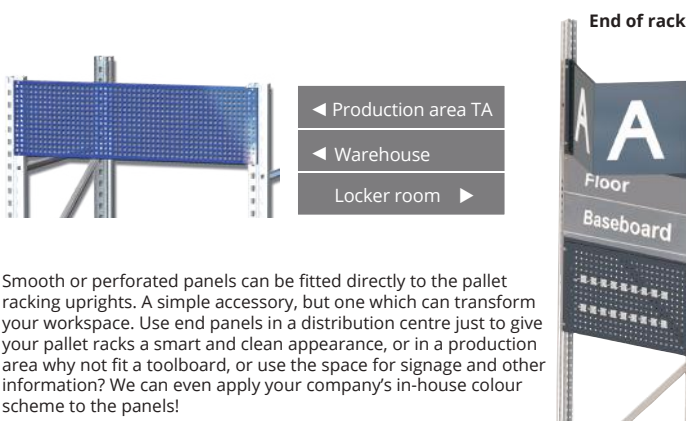 End of rack
◄ Production area TA
◄ Warehouse
Locker room ►
A A
Floor
Baseboard
Smooth or perforated panels can be fitted directly to the pallet
racking uprights. A simple accessory, but one which can transform
your workspace. Use end panels in a distribution centre just to give
your pallet racks a smart and clean appearance, or in a production
area why not fit a toolboard, or use the space for signage and other
information? We can even apply your company’s in-house colour
scheme to the panels!